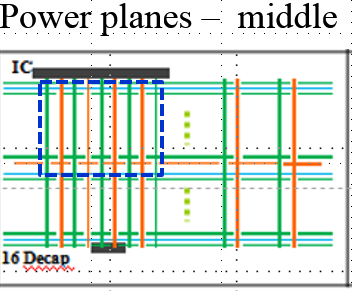 Power planes – middle
IC
16 Decap